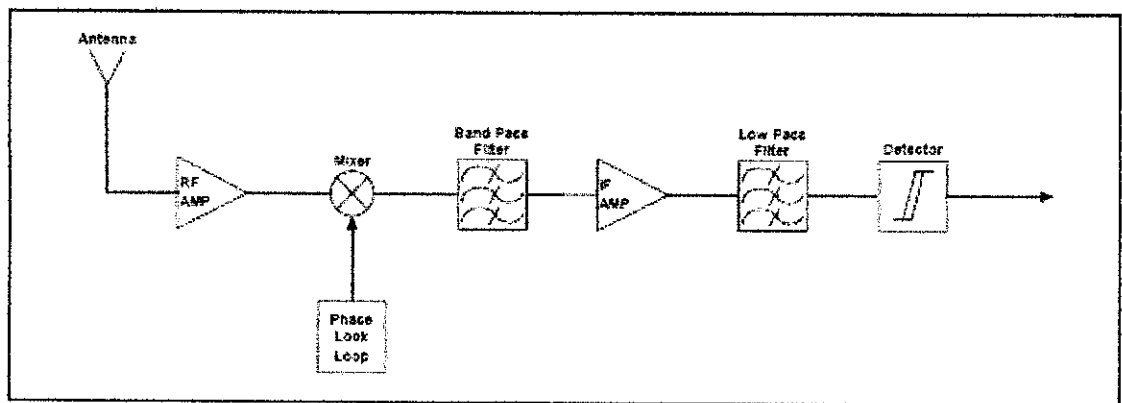 Antenna
RF
AMP
Mixer
Band Pass
Filter
IF
AMP
Low Pass
Filter
Detector
Phase
Lock
Loop